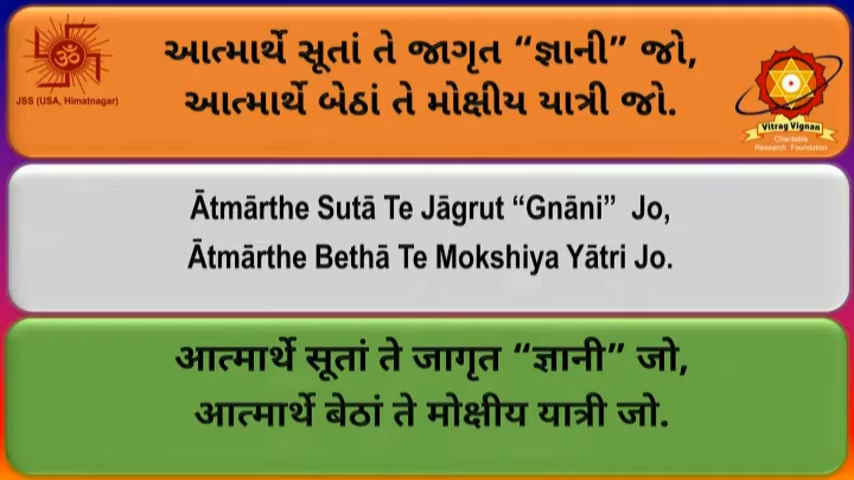 આત્માર્થે સૂતાં તે જાગૃત “જ્ઞાની” જો,
આત્માર્થે બેઠાં તે મોક્ષીય યાત્રી જો.
ॐ
JSS (USA, Himatnagar)
Vitrag Vignan
Charitable
Research Foundation
Ātmārthe Sutā Te Jāgrut “Gnāni” Jo,
Ātmārthe Bethā Te Mokshiya Yātri Jo.
आत्मार्थे सूतां ते जागृत “ज्ञानी” जो,
आत्मार्थे बेठां ते मोक्षीय यात्री जो.